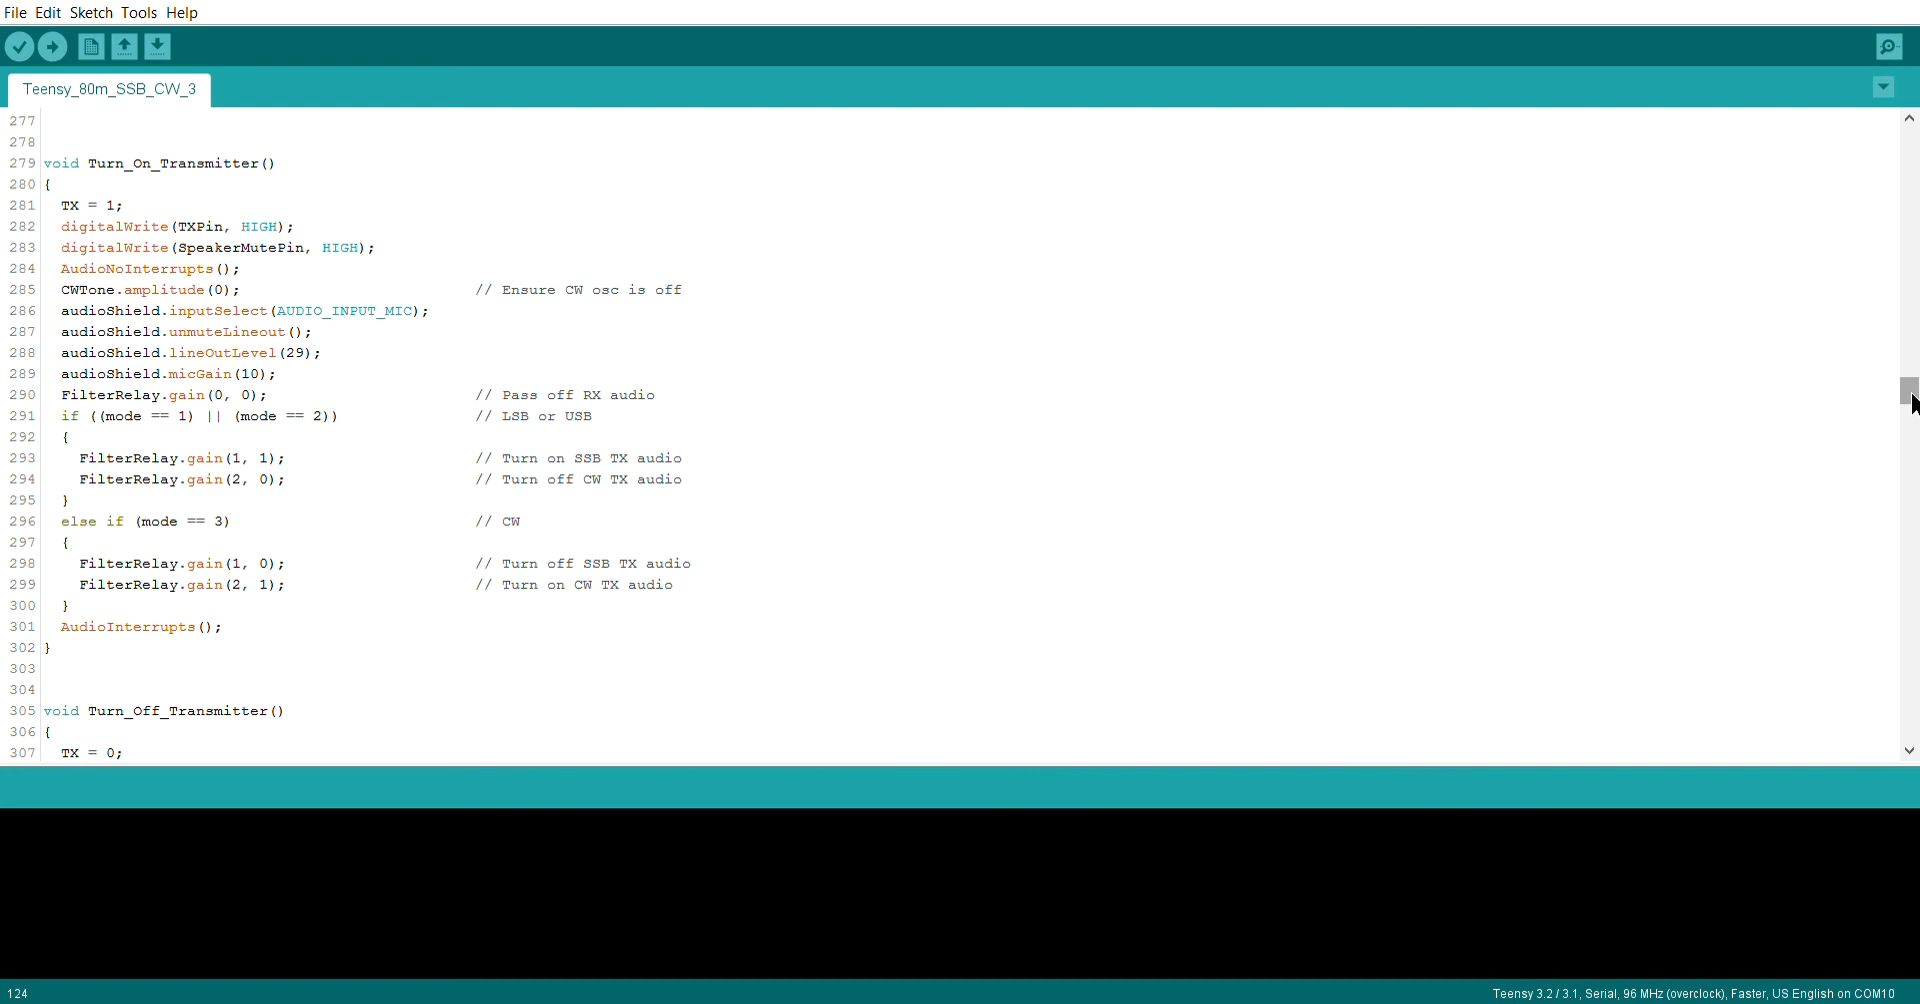 File Edit Sketch Tools Help
Teensy_80m_SSB_CW_3
277
278
279 void Turn_On_Transmitter()
280 {
281   TX = 1;
282   digitalWrite(TXPin, HIGH);
283   digitalWrite(SpeakerMutePin, HIGH);
284   AudioNoInterrupts();
285   CWTone.amplitude(0);                          // Ensure CW osc is off
286   audioShield.inputSelect(AUDIO_INPUT_MIC);
287   audioShield.unmuteLineout();
288   audioShield.lineOutLevel(29);
289   audioShield.micGain(10);
290   FilterRelay.gain(0, 0);                       // Pass off RX audio
291   if ((mode == 1) || (mode == 2))               // LSB or USB
292   {
293     FilterRelay.gain(1, 1);                     // Turn on SSB TX audio
294     FilterRelay.gain(2, 0);                     // Turn off CW TX audio
295   }
296   else if (mode == 3)                           // CW
297   {
298     FilterRelay.gain(1, 0);                     // Turn off SSB TX audio
299     FilterRelay.gain(2, 1);                     // Turn on CW TX audio
300   }
301   AudioInterrupts();
302 }
303
304
305 void Turn_Off_Transmitter()
306 {
307   TX = 0;
124
Teensy 3.2 / 3.1, Serial, 96 MHz (overclock), Faster, US English on COM10